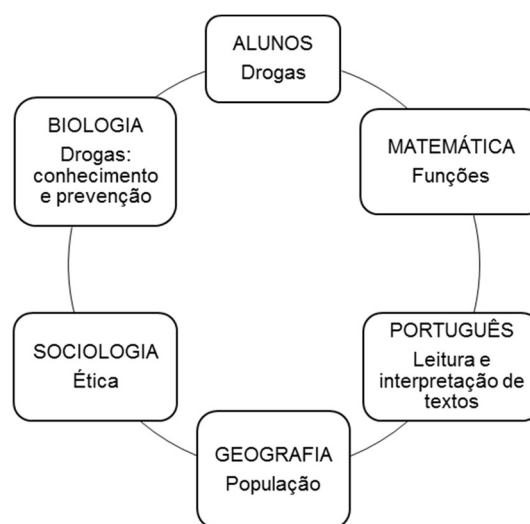 ALUNOS
Drogas
MATEMÁTICA
Funções
PORTUGUÊS
Leitura e
interpretação de
textos
GEOGRAFIA
População
SOCIOLOGIA
Ética
BIOLOGIA
Drogas:
conhecimento
e prevenção